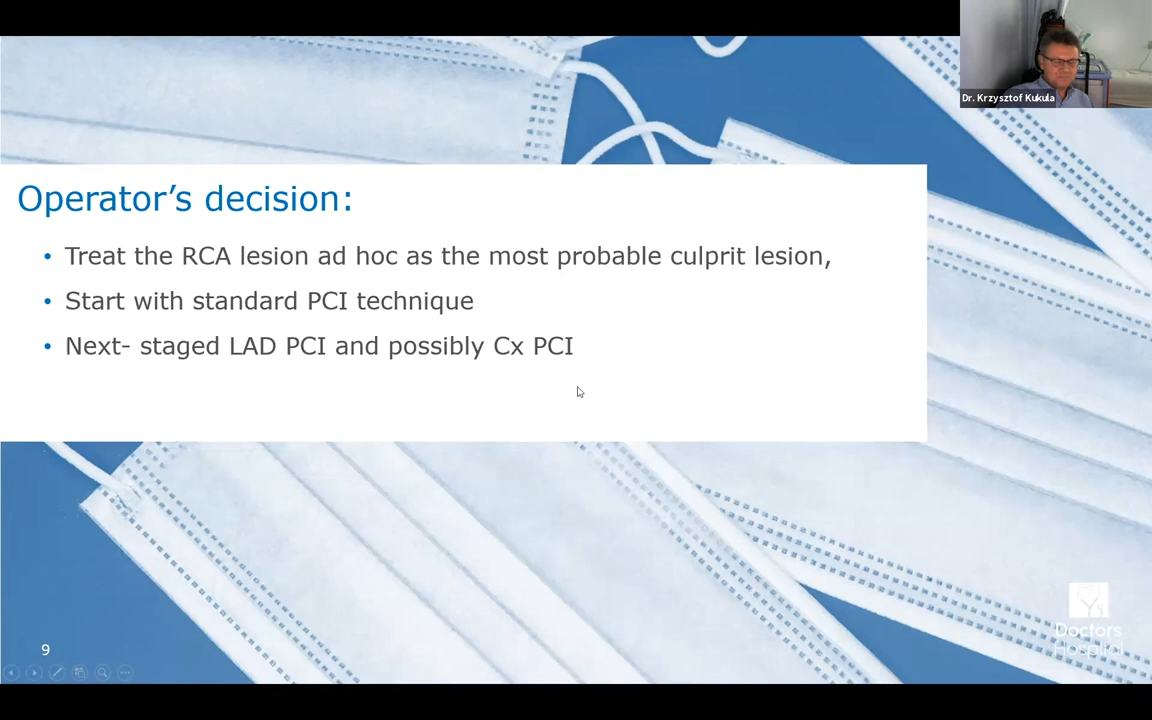 Dr. Krzysztof Kukula
Operator’s decision:
• Treat the RCA lesion ad hoc as the most probable culprit lesion,
• Start with standard PCI technique
• Next- staged LAD PCI and possibly Cx PCI
Doctors
Hospital
9